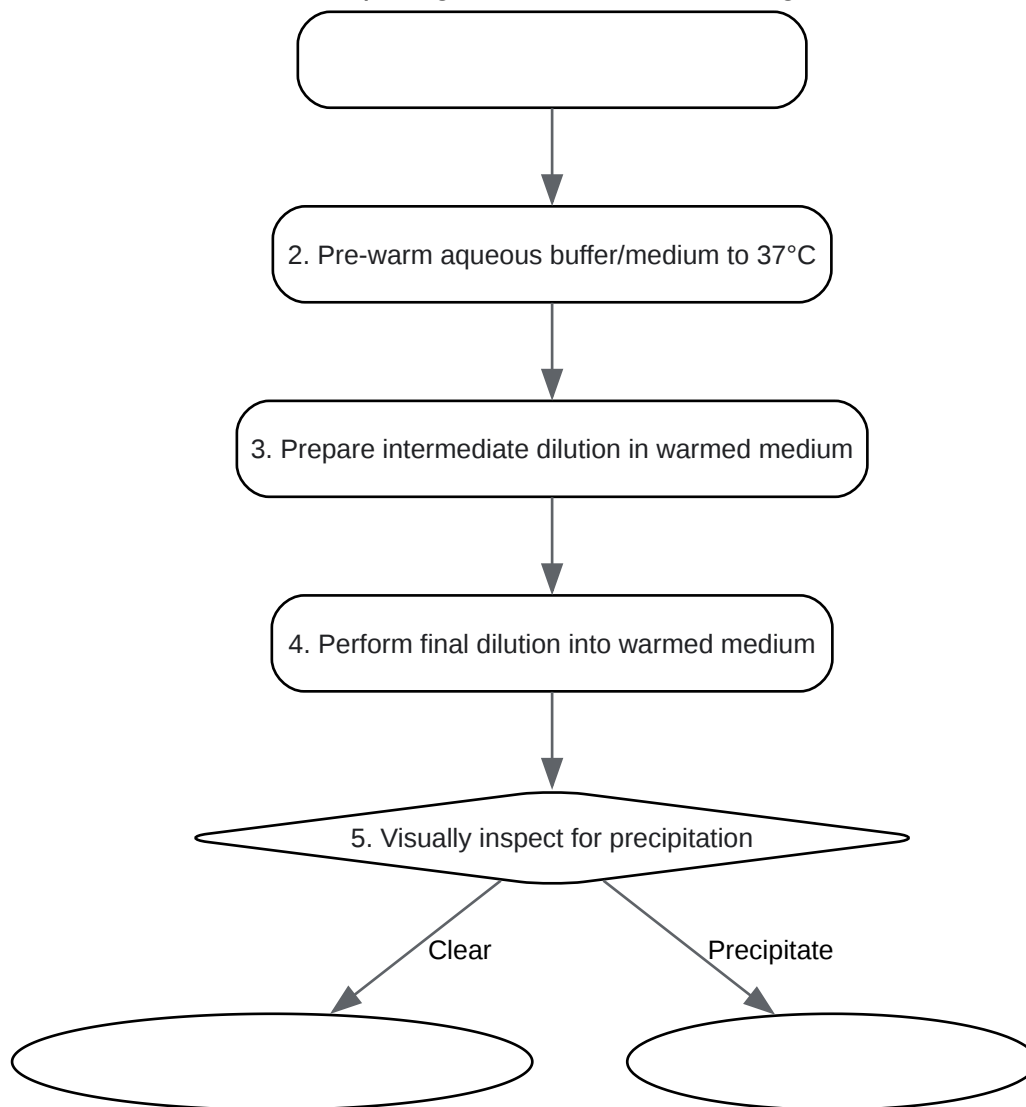 2. Pre-warm aqueous buffer/medium to 37°C
3. Prepare intermediate dilution in warmed medium
4. Perform final dilution into warmed medium
5. Visually inspect for precipitation
Clear
Precipitate